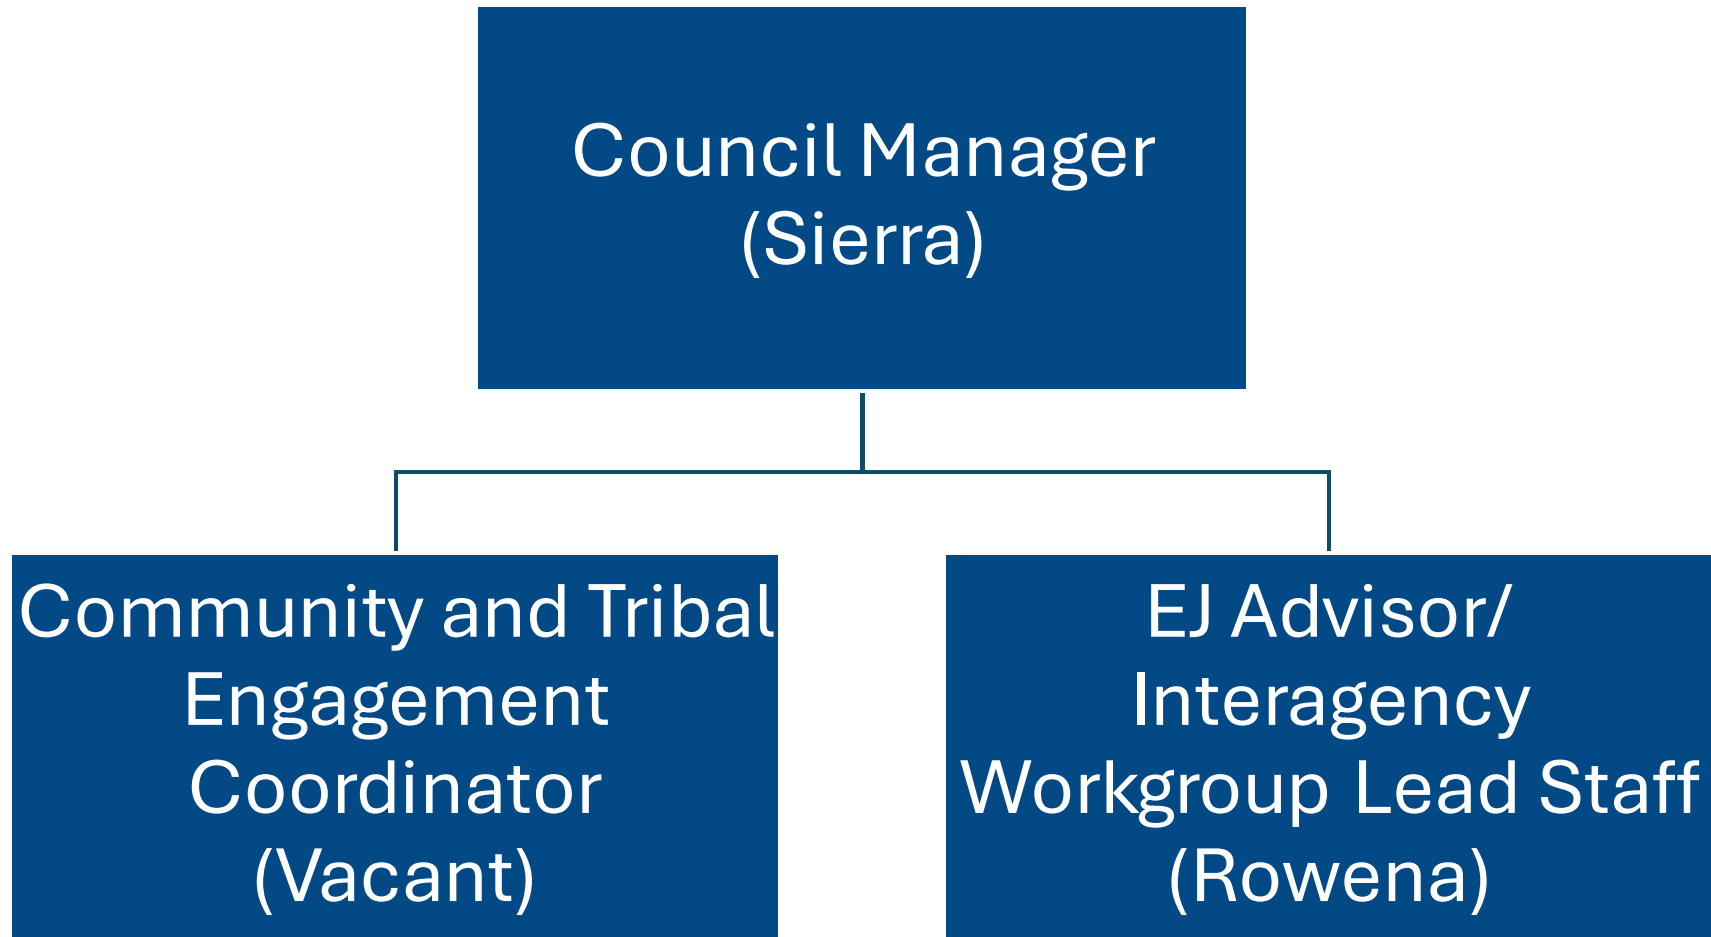 Council Manager
(Sierra)
Community and Tribal
Engagement
Coordinator
(Vacant)
EJ Advisor/
Interagency
Workgroup Lead Staff
(Rowena)